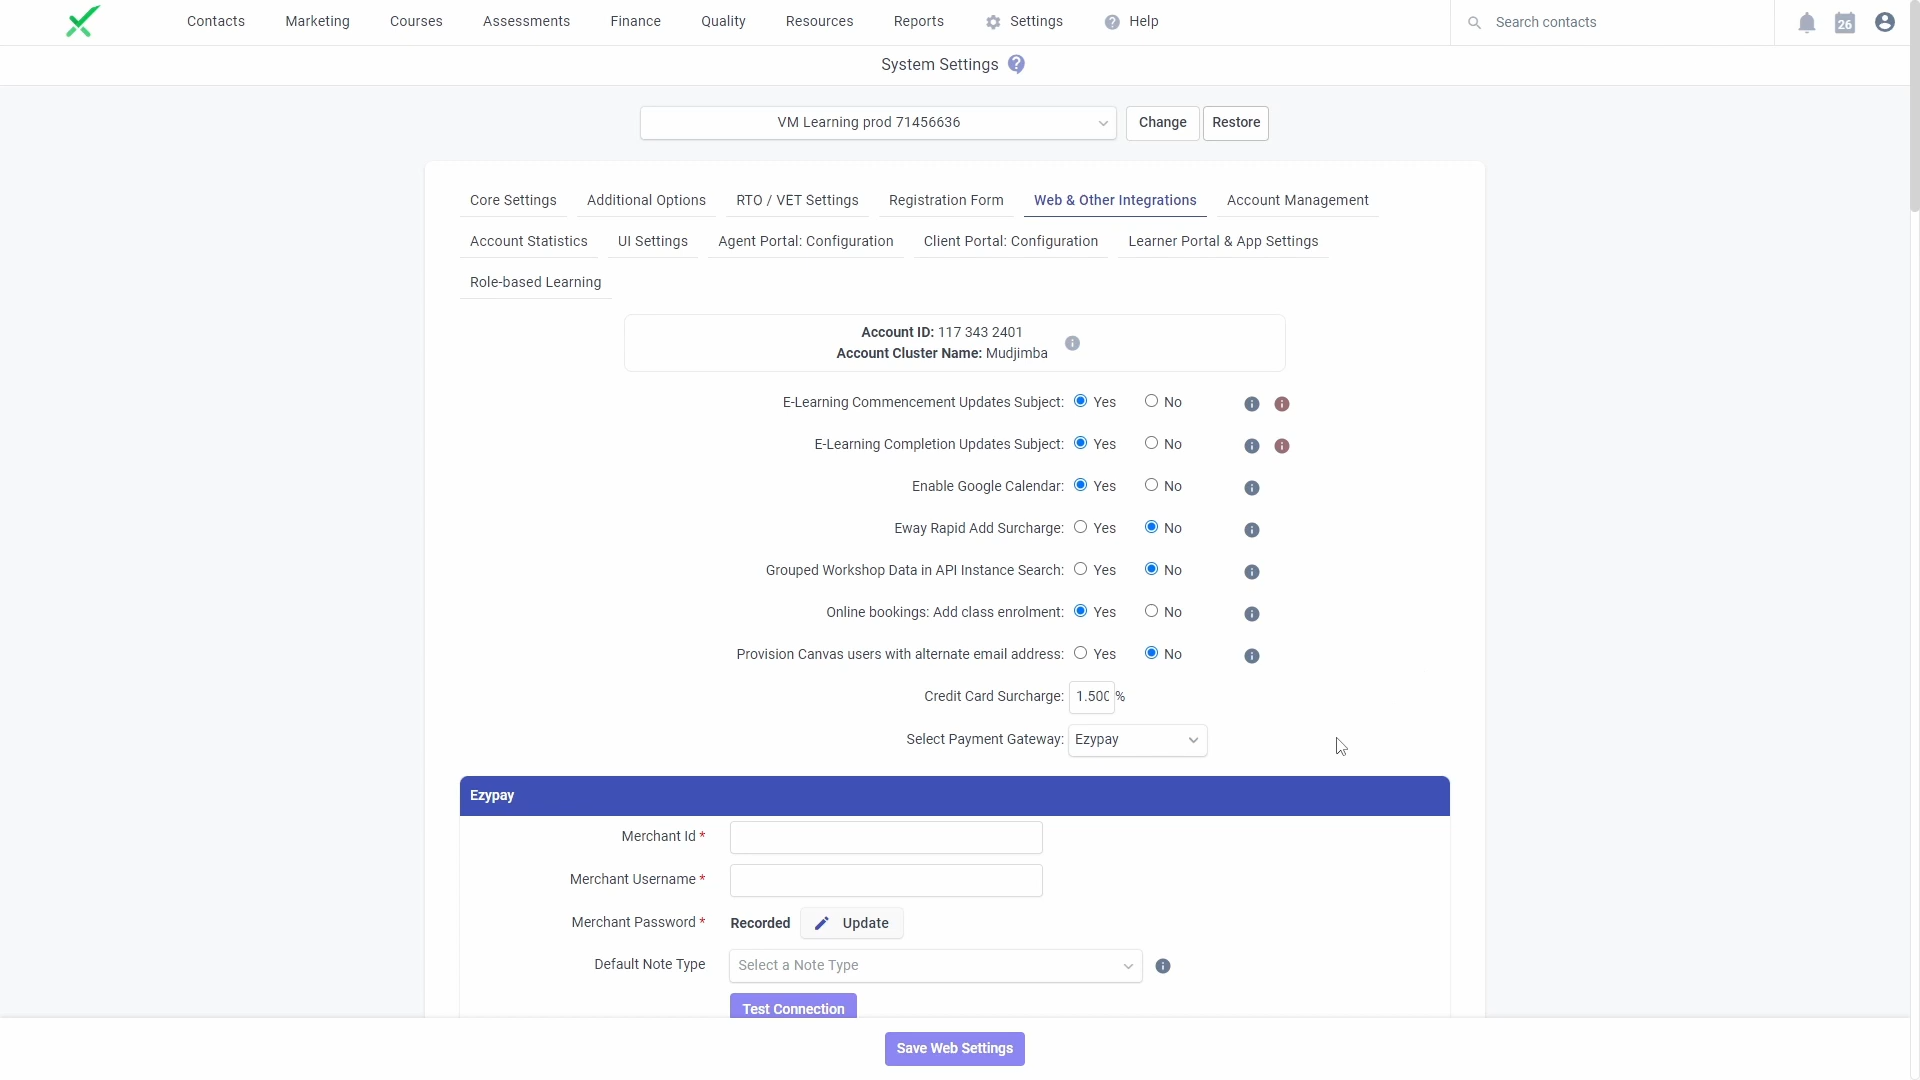 Contacts Marketing Courses Assessments Finance Quality Resources Reports Settings Help Search contacts 26
System Settings
VM Learning prod 71456636 Change Restore
Core Settings Additional Options RTO / VET Settings Registration Form Web & Other Integrations Account Management
Account Statistics UI Settings Agent Portal: Configuration Client Portal: Configuration Learner Portal & App Settings
Role-based Learning
Account ID: 117 343 2401
Account Cluster Name: Mudjimba
E-Learning Commencement Updates Subject: Yes No
E-Learning Completion Updates Subject: Yes No
Enable Google Calendar: Yes No
Eway Rapid Add Surcharge: Yes No
Grouped Workshop Data in API Instance Search: Yes No
Online bookings: Add class enrolment: Yes No
Provision Canvas users with alternate email address: Yes No
Credit Card Surcharge: 1.500 %
Select Payment Gateway: Ezypay
Ezypay
Merchant Id *
Merchant Username *
Merchant Password * Recorded Update
Default Note Type Select a Note Type
Test Connection
Save Web Settings